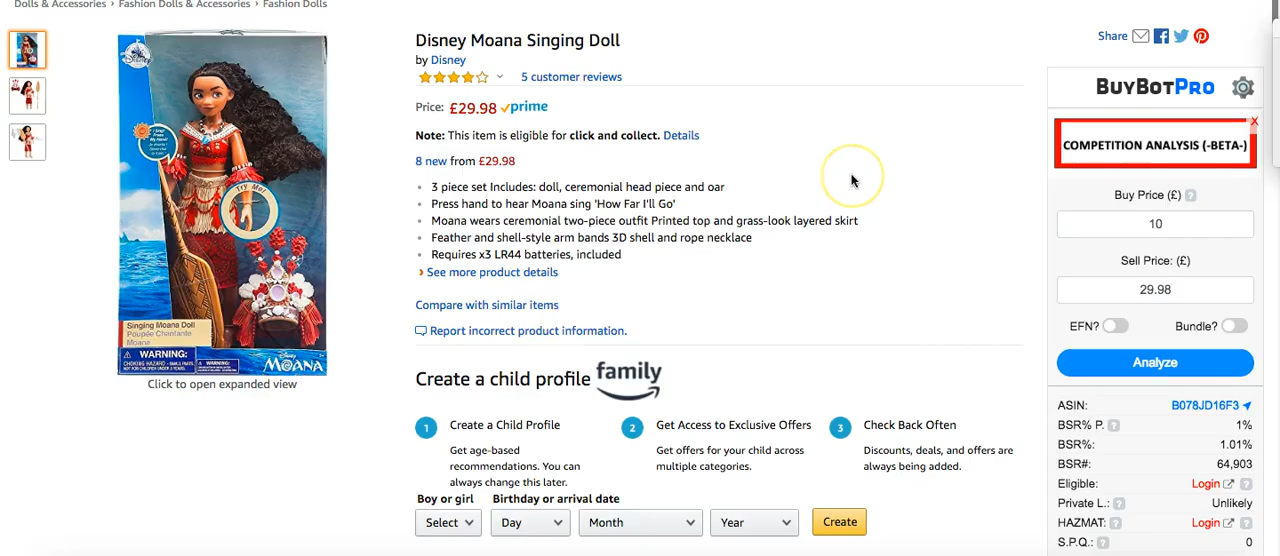 Dolls & Accessories › Fashion Dolls & Accessories › Fashion Dolls
Disney
I Sing!
Try Me!
Singing Moana Doll
Poupée Chantante
Moana
WARNING:
CHOKING HAZARD
WARNING:
Disney
MOANA
Click to open expanded view
Disney Moana Singing Doll
by Disney
5 customer reviews
Price: £29.98 prime
Note: This item is eligible for click and collect. Details
8 new from £29.98
3 piece set Includes: doll, ceremonial head piece and oar
Press hand to hear Moana sing 'How Far I'll Go'
Moana wears ceremonial two-piece outfit Printed top and grass-look layered skirt
Feather and shell-style arm bands 3D shell and rope necklace
Requires x3 LR44 batteries, included
› See more product details
Compare with similar items
Report incorrect product information.
Create a child profile family
1 Create a Child Profile
Get age-based
recommendations. You can
always change this later.
2 Get Access to Exclusive Offers
Get offers for your child across
multiple categories.
3 Check Back Often
Discounts, deals, and offers are
always being added.
Boy or girl Birthday or arrival date
Select Day Month Year Create
Share
BUYBOTPRO
X
COMPETITION ANALYSIS (-BETA-)
Buy Price (£) ?
10
Sell Price: (£)
29.98
EFN? Bundle?
Analyze
ASIN: B078JD16F3
BSR% P. ? 1%
BSR%: 1.01%
BSR#: 64,903
Eligible: Login ?
Private L.: ? Unlikely
HAZMAT: ? Login ?
S.P.Q.: ? 0